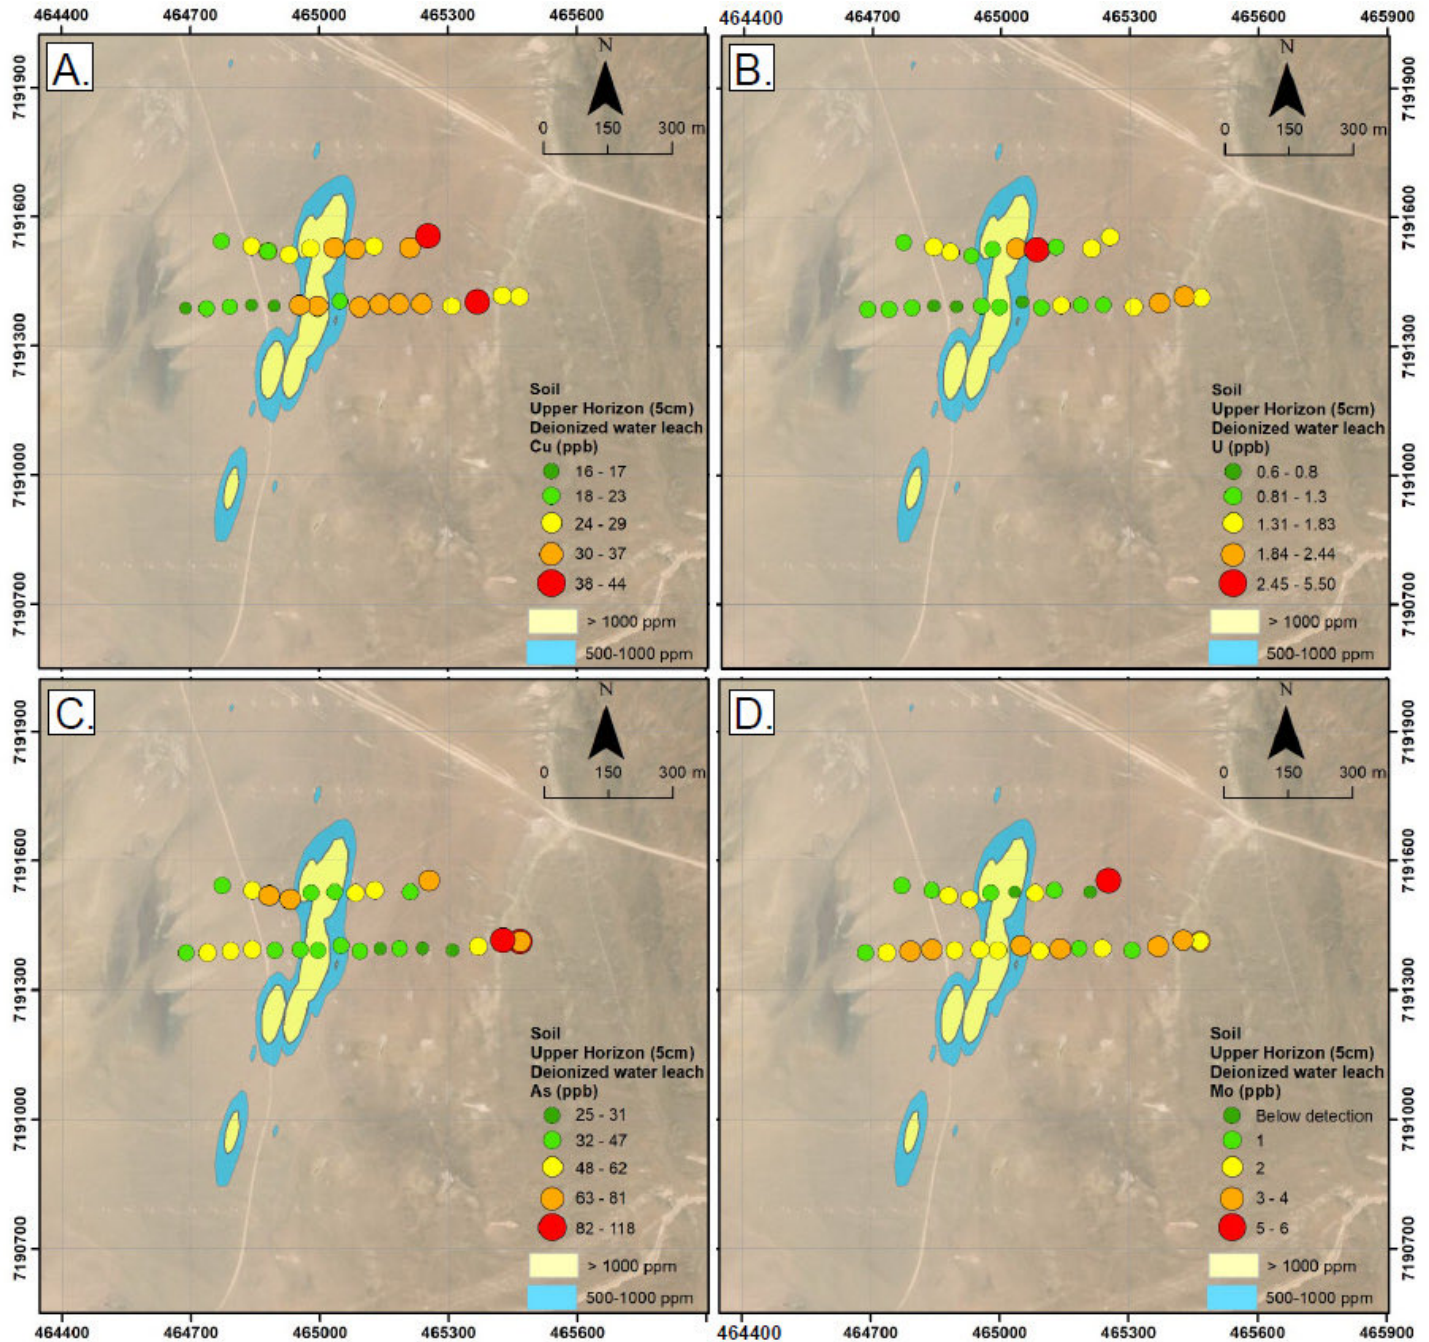 464400 464700 465000 465300 465600 464400 464700 465000 465300 465600 465900
A.
N
0 150 300 m
7191900
7191600
7191300
7191000
7190700
Soil
Upper Horizon (5cm)
Deionized water leach
Cu (ppb)
16 - 17
18 - 23
24 - 29
30 - 37
38 - 44
> 1000 ppm
500-1000 ppm
B.
N
0 150 300 m
7191900
7191600
7191300
7191000
7190700
Soil
Upper Horizon (5cm)
Deionized water leach
U (ppb)
0.6 - 0.8
0.81 - 1.3
1.31 - 1.83
1.84 - 2.44
2.45 - 5.50
> 1000 ppm
500-1000 ppm
C.
N
0 150 300 m
7191900
7191600
7191300
7191000
7190700
Soil
Upper Horizon (5cm)
Deionized water leach
As (ppb)
25 - 31
32 - 47
48 - 62
63 - 81
82 - 118
> 1000 ppm
500-1000 ppm
D.
N
0 150 300 m
7191900
7191600
7191300
7191000
7190700
Soil
Upper Horizon (5cm)
Deionized water leach
Mo (ppb)
Below detection
1
2
3 - 4
5 - 6
> 1000 ppm
500-1000 ppm
464400 464700 465000 465300 465600 464400 464700 465000 465300 465600 465900